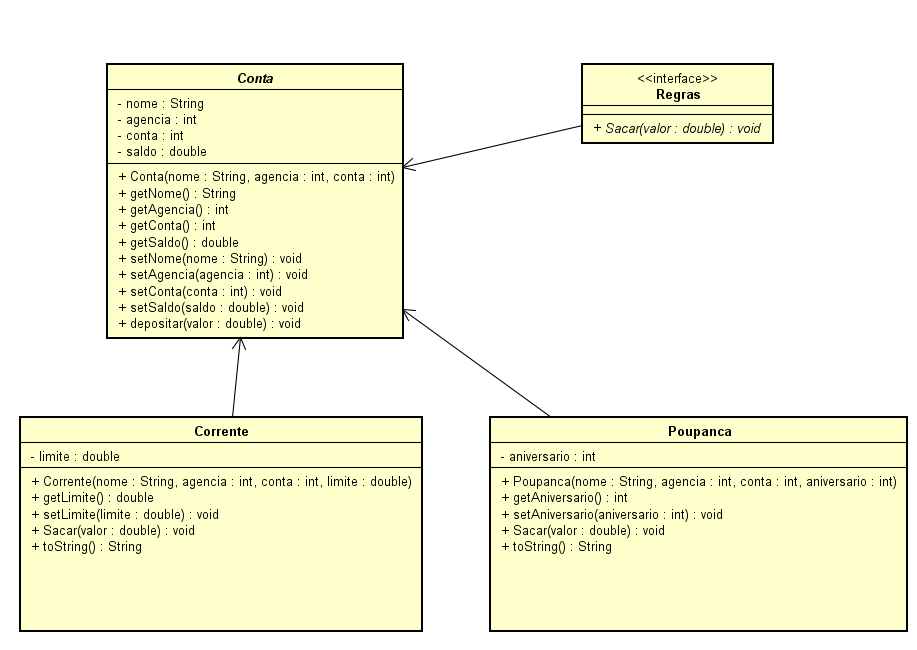 Conta
- nome : String
- agencia : int
- conta : int
- saldo : double
+ Conta(nome : String, agencia : int, conta : int)
+ getNome() : String
+ getAgencia() : int
+ getConta() : int
+ getSaldo() : double
+ setNome(nome : String) : void
+ setAgencia(agencia : int) : void
+ setConta(conta : int) : void
+ setSaldo(saldo : double) : void
+ depositar(valor : double) : void
<<interface>>
Regras
+ Sacar(valor : double) : void
Corrente
- limite : double
+ Corrente(nome : String, agencia : int, conta : int, limite : double)
+ getLimite() : double
+ setLimite(limite : double) : void
+ Sacar(valor : double) : void
+ toString() : String
Poupanca
- aniversario : int
+ Poupanca(nome : String, agencia : int, conta : int, aniversario : int)
+ getAniversario() : int
+ setAniversario(aniversario : int) : void
+ Sacar(valor : double) : void
+ toString() : String